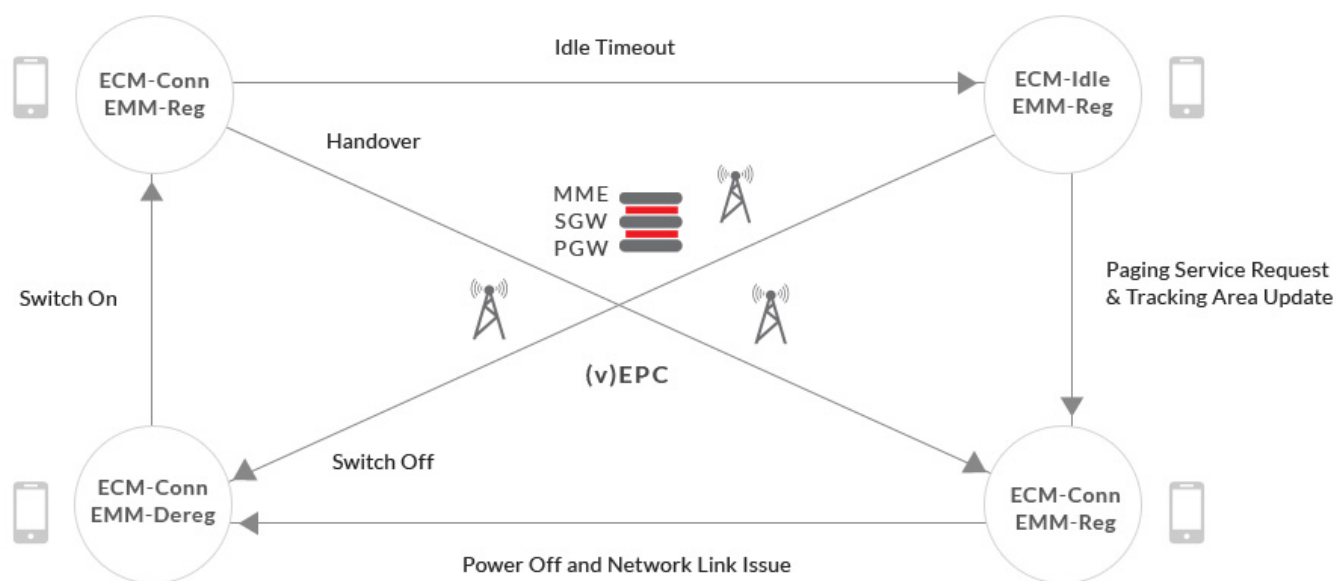 Idle Timeout
ECM-Conn
EMM-Reg
ECM-Idle
EMM-Reg
Handover
MME
SGW
PGW
Switch On
Paging Service Request
& Tracking Area Update
(v)EPC
Switch Off
ECM-Conn
EMM-Dereg
ECM-Conn
EMM-Reg
Power Off and Network Link Issue